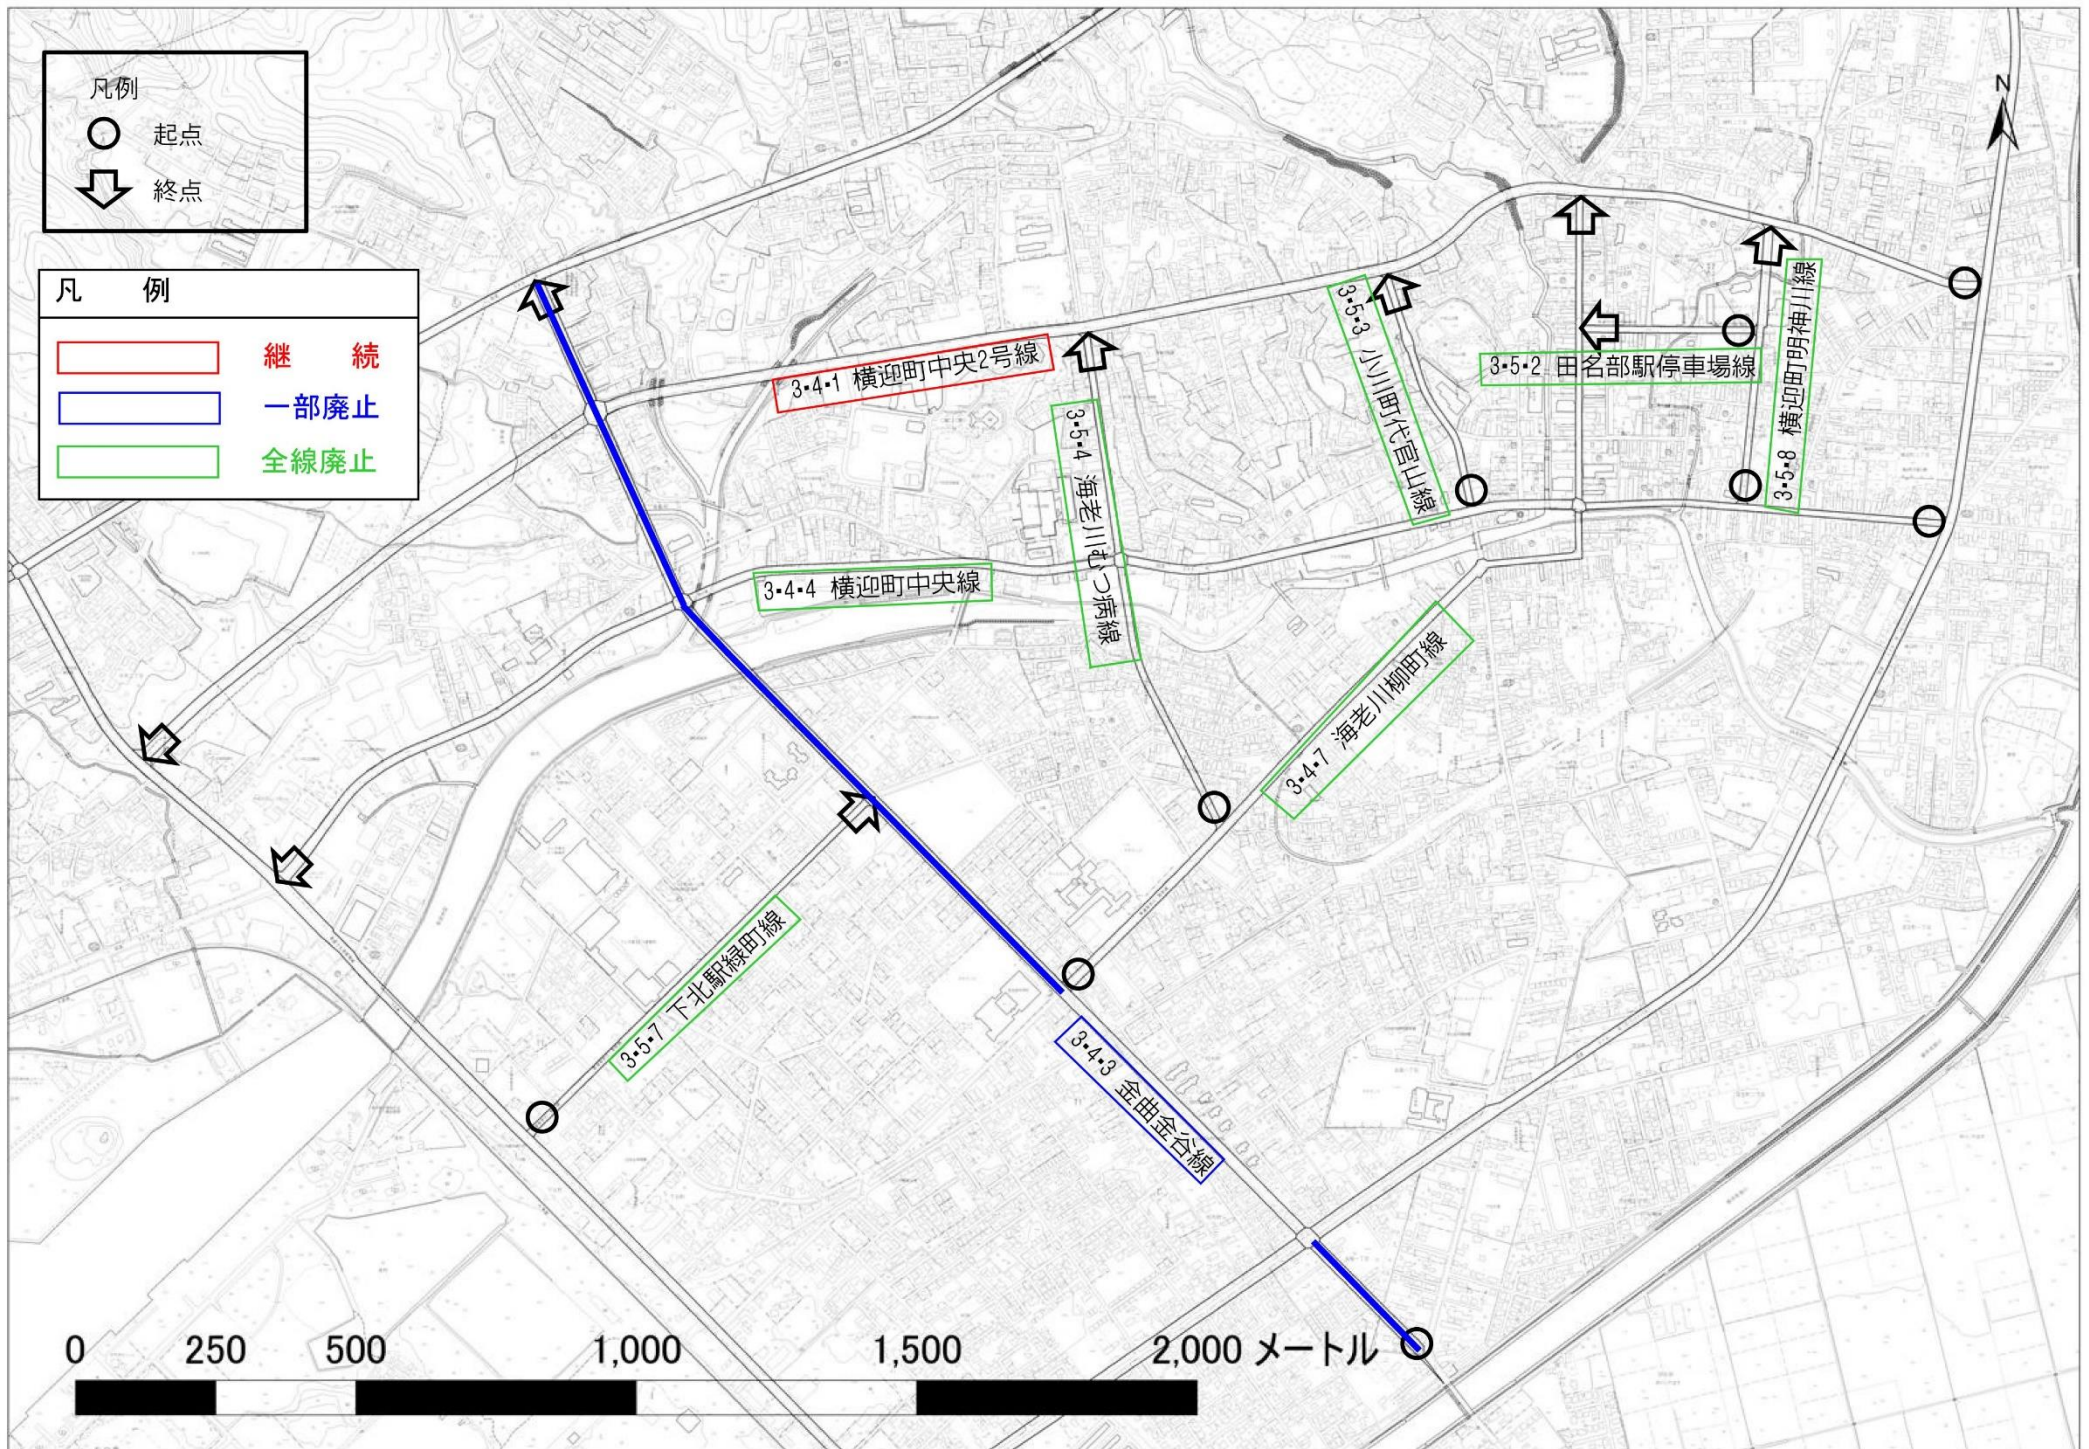 凡例
起点
終点
凡 例
継 続
一部廃止
全線廃止
N
3・4・1 横迎町中央2号線
3・5・3 小川町代官山線
3・5・2 田名部駅停車場線
3・5・8 横迎町明神川線
3・5・4 海老川むつ病線
3・4・4 横迎町中央線
3・4・7 海老川柳町線
3・5・7 下北駅緑町線
3・4・3 金曲金谷線
0 250 500 1,000 1,500 2,000 メートル